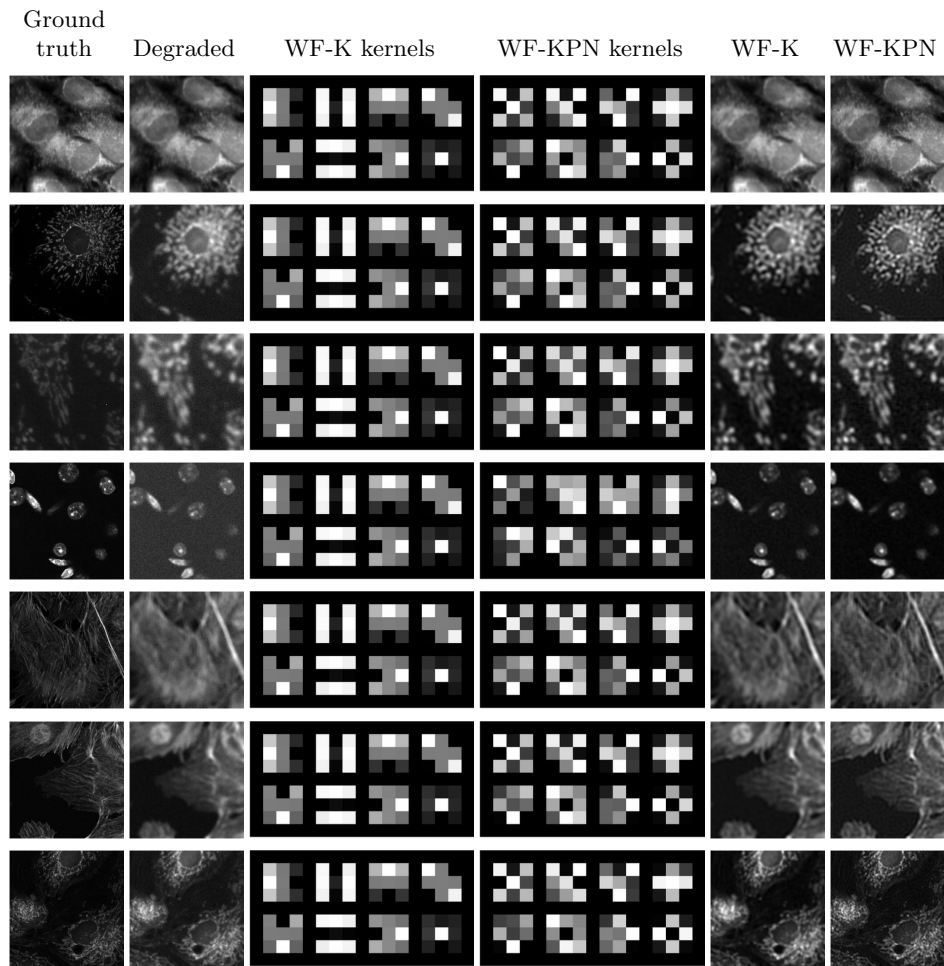 Ground
truth
Degraded
WF-K kernels
WF-KPN kernels
WF-K
WF-KPN